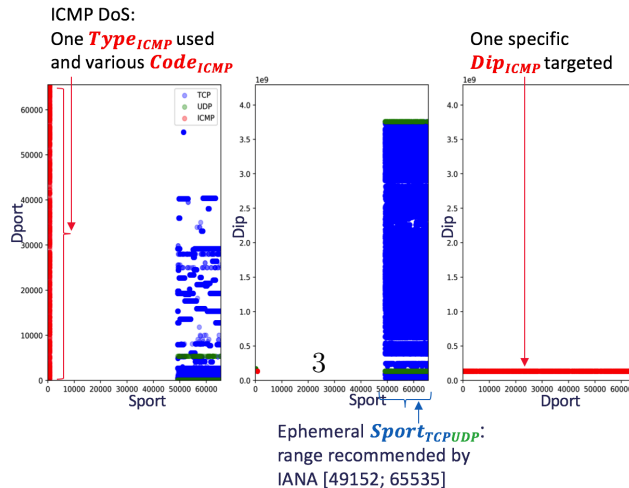 ICMP DoS:
One Type_ICMP used
and various Code_ICMP
One specific
Dip_ICMP targeted
1e9
1e9
TCP
UDP
ICMP
60000
50000
40000
30000
20000
10000
0
Dport
0 10000 20000 30000 40000 50000 60000
Sport
4.0
3.5
3.0
2.5
2.0
1.5
1.0
0.5
0.0
Dip
3
0 10000 20000 30000 40000 50000 60000
Sport
4.0
3.5
3.0
2.5
2.0
1.5
1.0
0.5
0.0
Dip
0 10000 20000 30000 40000 50000 60000
Dport
Ephemeral Sport_TCPUDP:
range recommended by
IANA [49152; 65535]